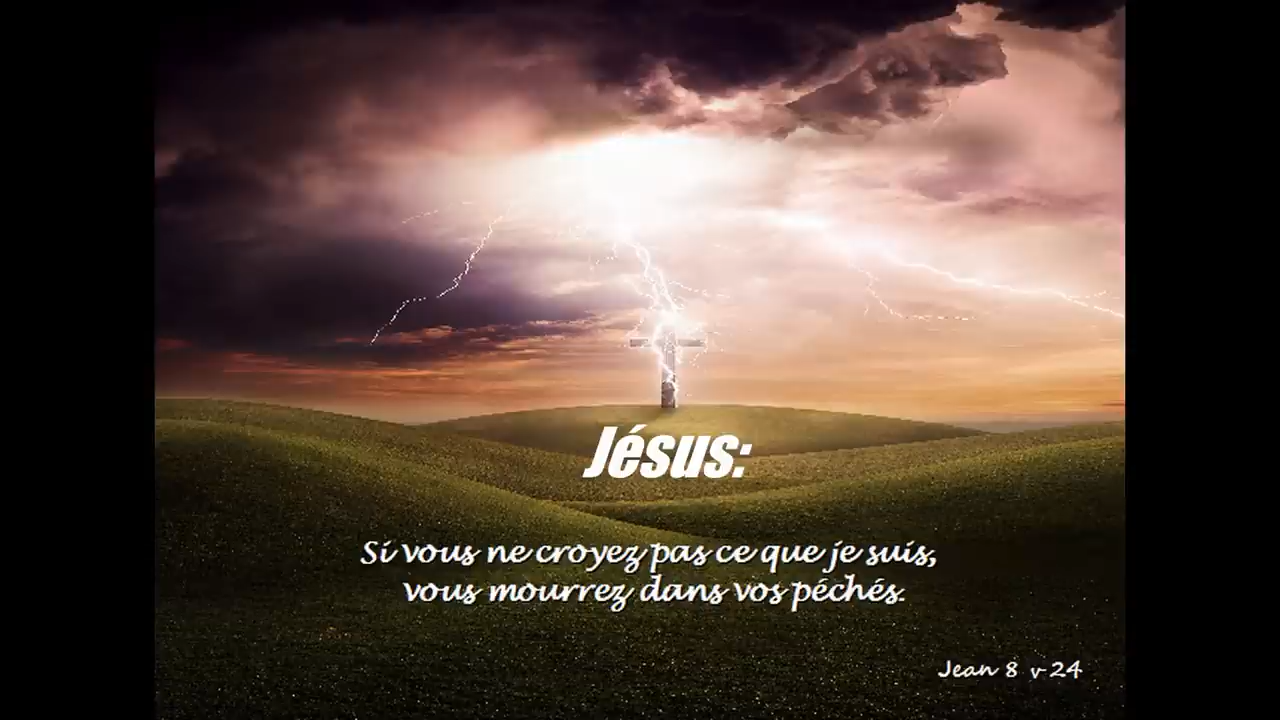 Jésus:
Si vous ne croyez pas ce que je suis,
vous mourrez dans vos péchés.
Jean 8 v 24